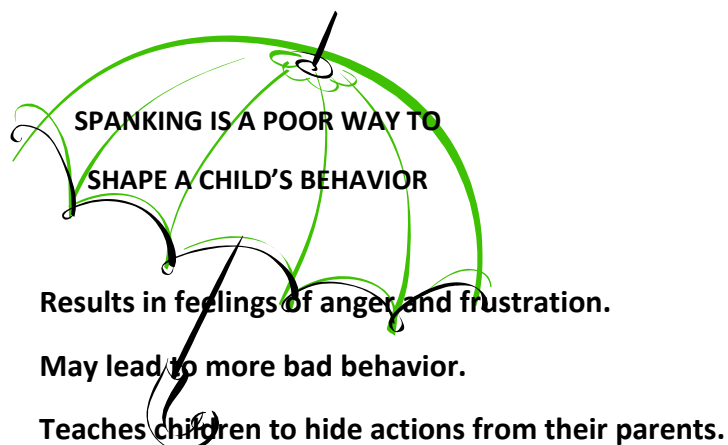 SPANKING IS A POOR WAY TO
SHAPE A CHILD’S BEHAVIOR
Results in feelings of anger and frustration.
May lead to more bad behavior.
Teaches children to hide actions from their parents.